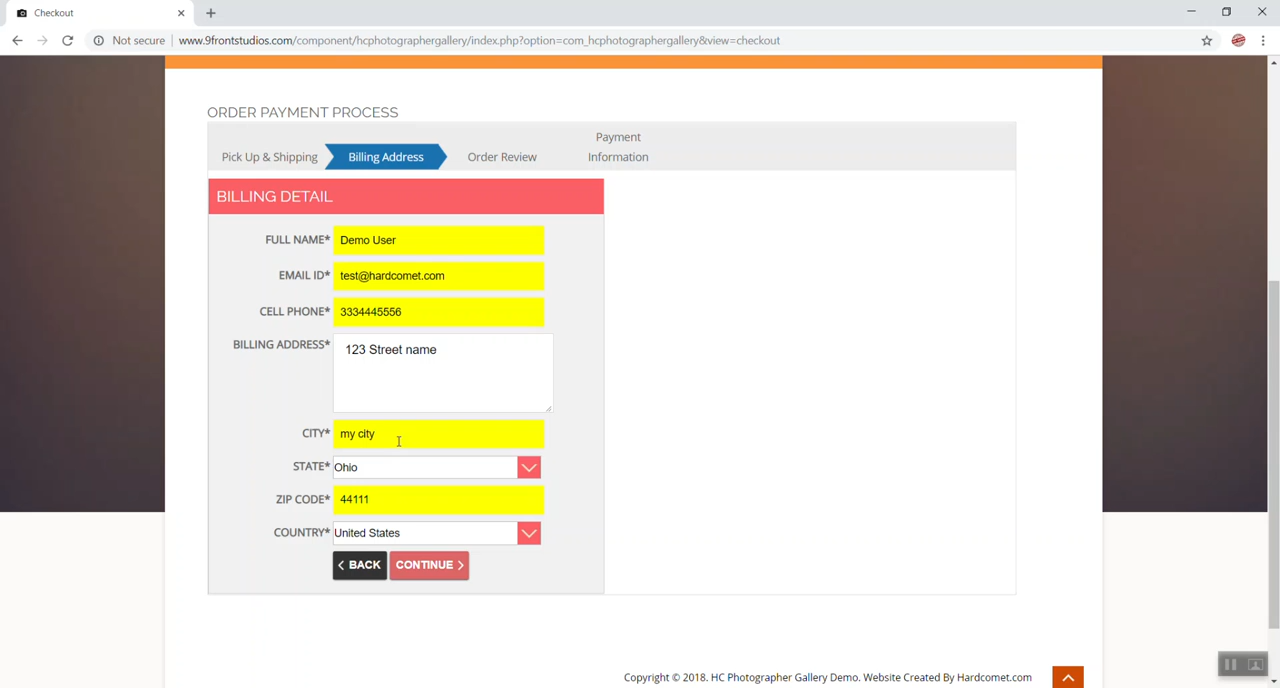 Checkout
Not secure www.9frontstudios.com/component/hcphotographergallery/index.php?option=com_hcphotographergallery&view=checkout
ORDER PAYMENT PROCESS
Pick Up & Shipping
Billing Address
Order Review
Payment
Information
BILLING DETAIL
FULL NAME* Demo User
EMAIL ID* test@hardcomet.com
CELL PHONE* 3334445556
BILLING ADDRESS* 123 Street name
CITY* my city
STATE* Ohio
ZIP CODE* 44111
COUNTRY* United States
BACK CONTINUE
Copyright © 2018. HC Photographer Gallery Demo. Website Created By Hardcomet.com